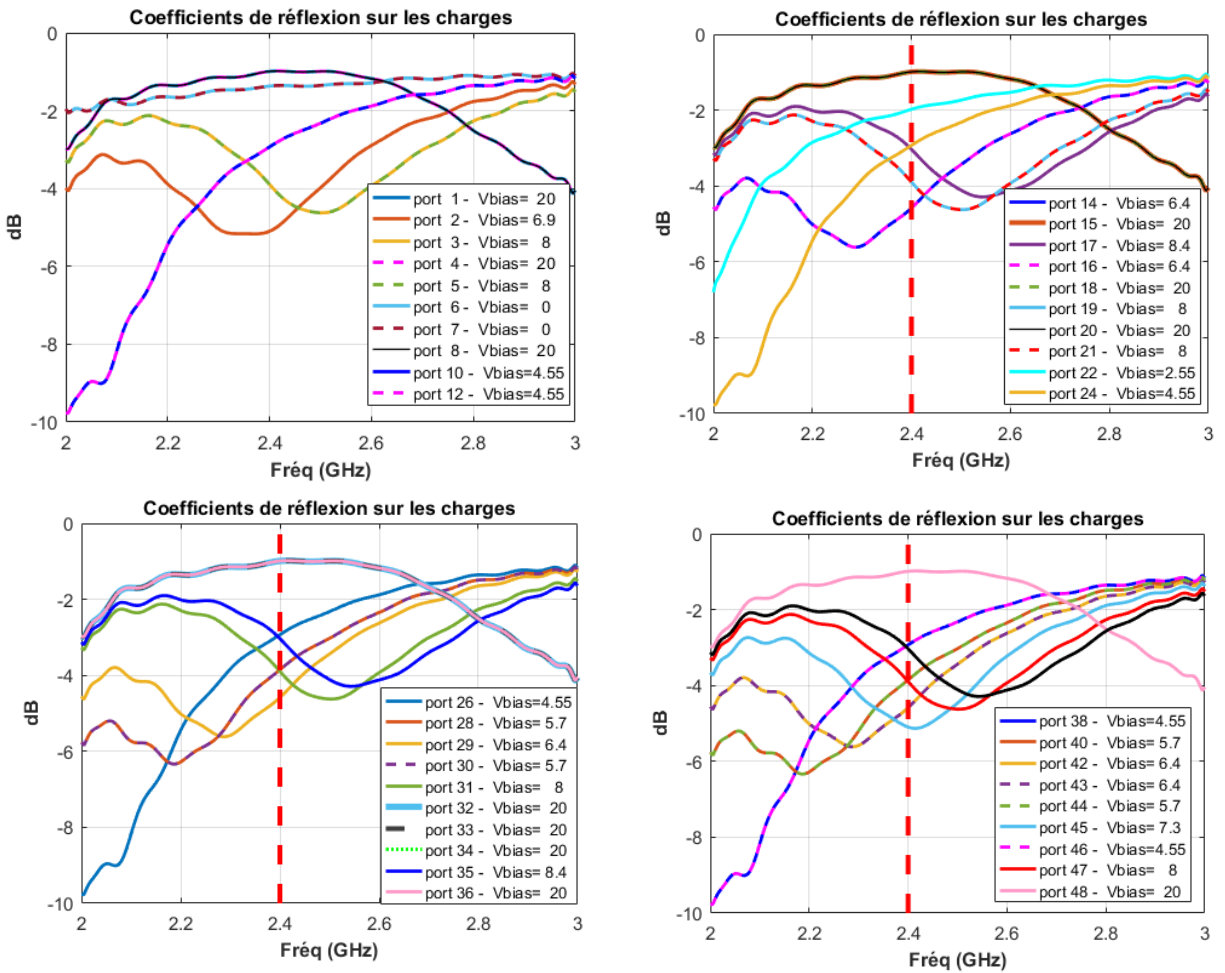 Coefficients de réflexion sur les charges
0
-2
-4
-6
-8
-10
dB
2
2.2
2.4
2.6
2.8
3
Fréq (GHz)
port 1 - Vbias= 20
port 2 - Vbias= 6.9
port 3 - Vbias= 8
port 4 - Vbias= 20
port 5 - Vbias= 8
port 6 - Vbias= 0
port 7 - Vbias= 0
port 8 - Vbias= 20
port 10 - Vbias=4.55
port 12 - Vbias=4.55
Coefficients de réflexion sur les charges
0
-2
-4
-6
-8
-10
dB
2
2.2
2.4
2.6
2.8
3
Fréq (GHz)
port 14 - Vbias= 6.4
port 15 - Vbias= 20
port 17 - Vbias= 8.4
port 16 - Vbias= 6.4
port 18 - Vbias= 20
port 19 - Vbias= 8
port 20 - Vbias= 20
port 21 - Vbias= 8
port 22 - Vbias=2.55
port 24 - Vbias=4.55
Coefficients de réflexion sur les charges
0
-2
-4
-6
-8
-10
dB
2
2.2
2.4
2.6
2.8
3
Fréq (GHz)
port 26 - Vbias=4.55
port 28 - Vbias= 5.7
port 29 - Vbias= 6.4
port 30 - Vbias= 5.7
port 31 - Vbias= 8
port 32 - Vbias= 20
port 33 - Vbias= 20
port 34 - Vbias= 20
port 35 - Vbias= 8.4
port 36 - Vbias= 20
Coefficients de réflexion sur les charges
0
-2
-4
-6
-8
-10
dB
2
2.2
2.4
2.6
2.8
3
Fréq (GHz)
port 38 - Vbias=4.55
port 40 - Vbias= 5.7
port 42 - Vbias= 6.4
port 43 - Vbias= 6.4
port 44 - Vbias= 5.7
port 45 - Vbias= 7.3
port 46 - Vbias=4.55
port 47 - Vbias= 8
port 48 - Vbias= 20